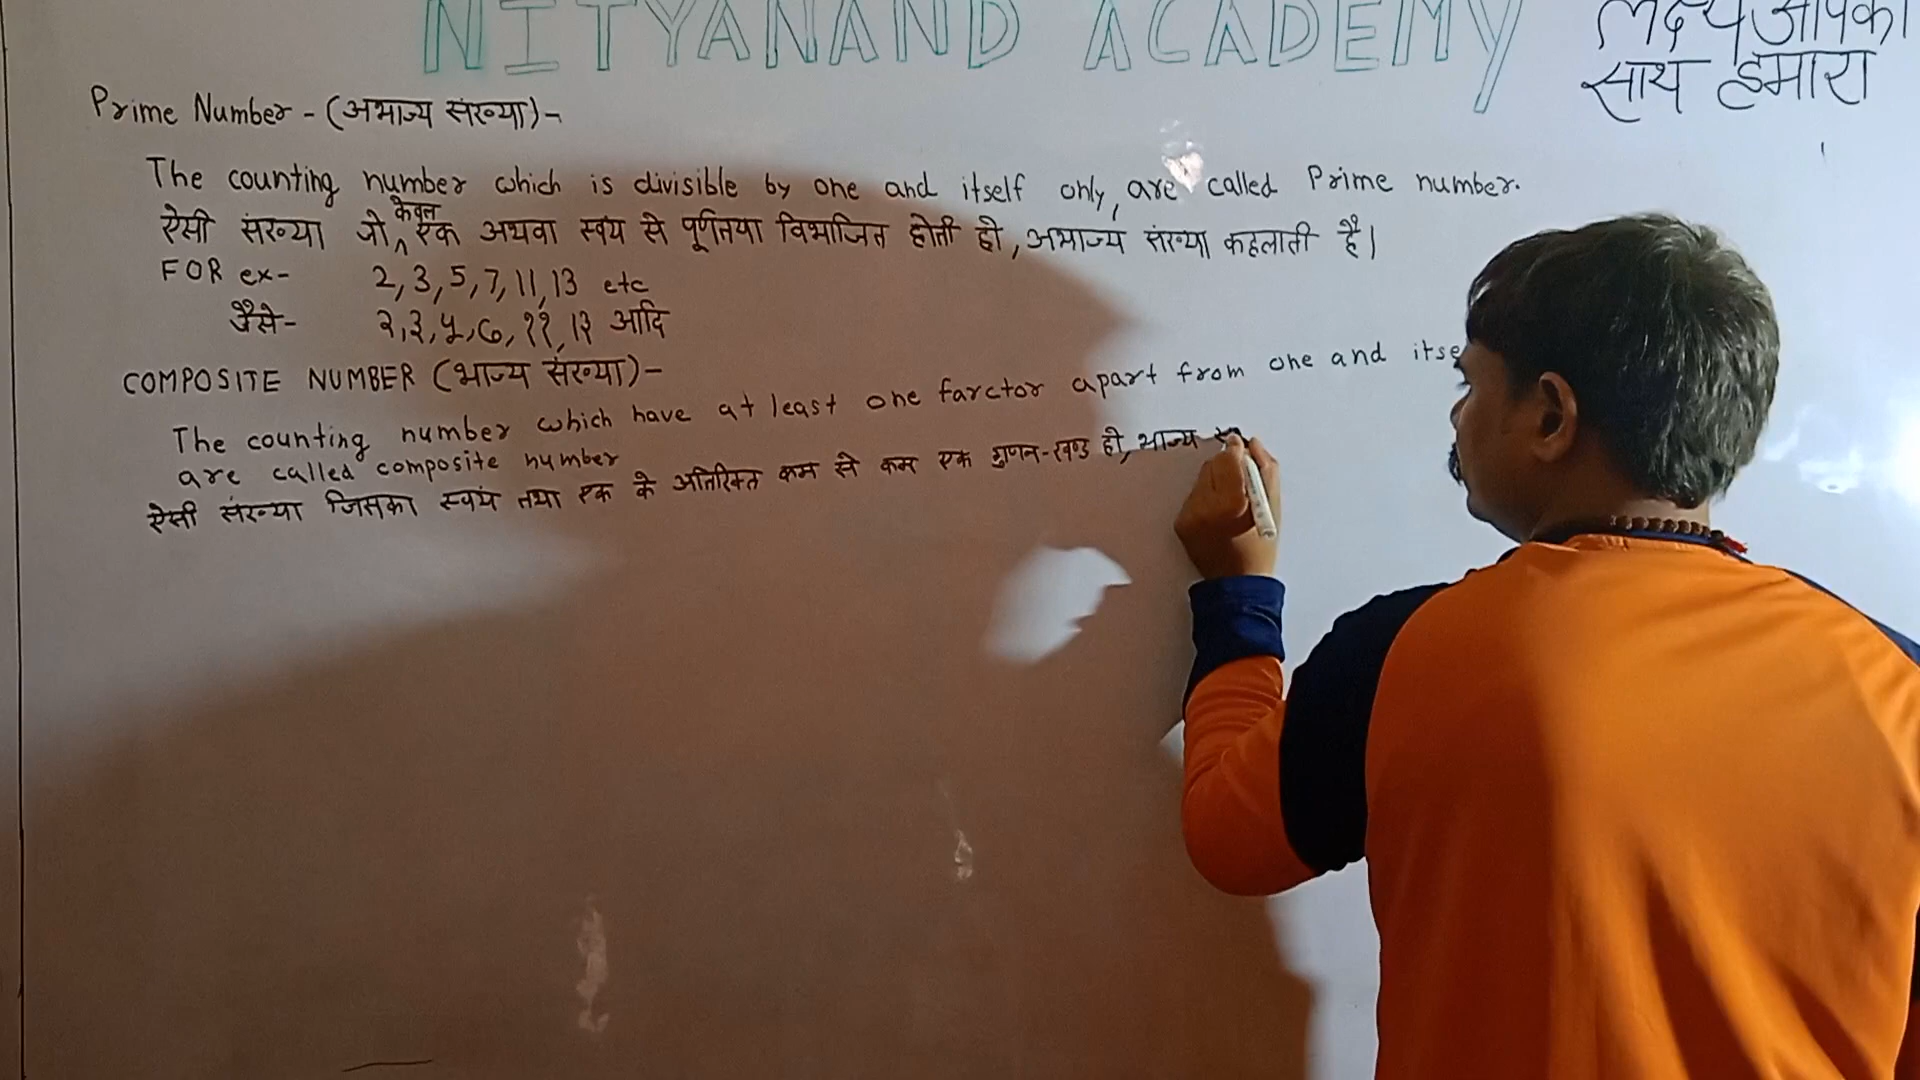 NITYANAND ACADEMY
लक्ष्य आपका
साथ हमारा
Prime Number - (अभाज्य संख्या)-
The counting number which is divisible by one and itself only, are called Prime number.
केवल
ऐसी संख्या जो ^ एक अथवा स्वयं से पूर्णतया विभाजित होती हो, अभाज्य संख्या कहलाती है।
FOR ex- 2, 3, 5, 7, 11, 13 etc
जैसे- २, ३, ५, ७, ११, १३ आदि
COMPOSITE NUMBER (भाज्य संख्या)-
The counting number which have at least one farctor apart from one and itse
are called composite number
ऐसी संख्या जिसका स्वयं तथा एक के अतिरिक्त कम से कम एक गुणन-खण्ड हो, भाज्य